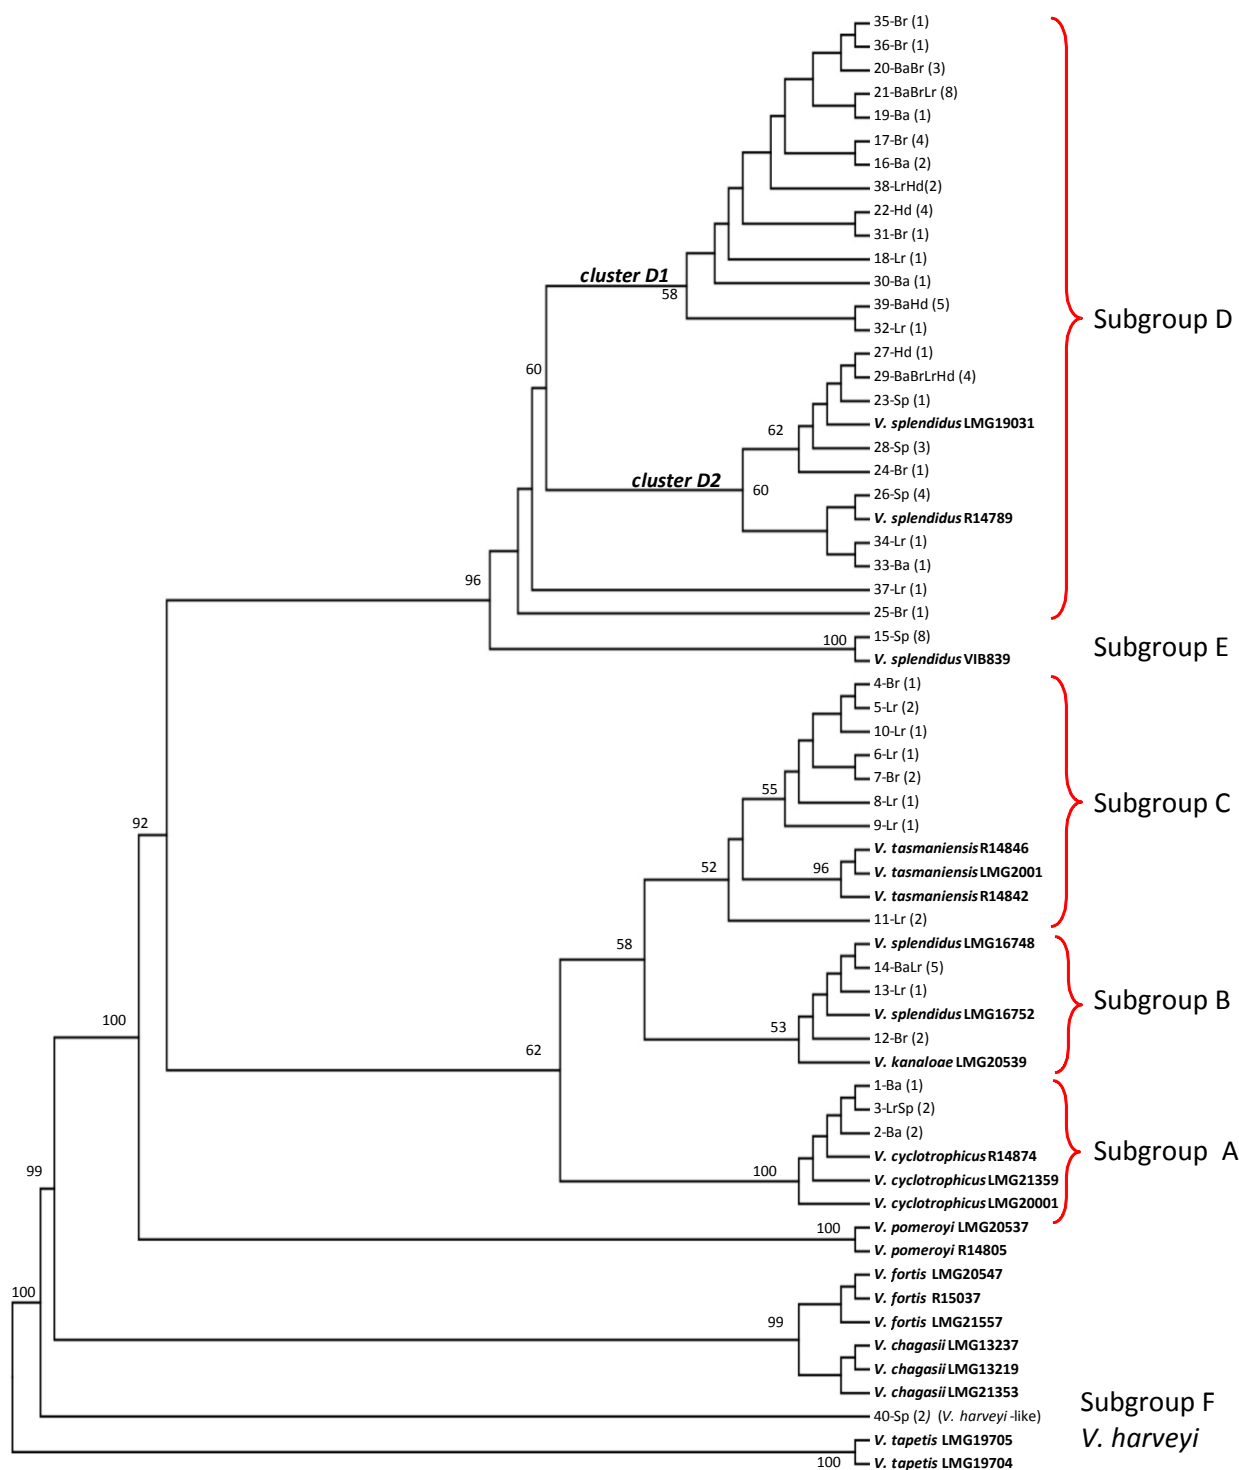 35-Br (1)
36-Br (1)
20-BaBr (3)
21-BaBrLr (8)
19-Ba (1)
17-Br (4)
16-Ba (2)
38-LrHd(2)
22-Hd (4)
31-Br (1)
18-Lr (1)
cluster D1
30-Ba (1)
58
39-BaHd (5)
Subgroup D
32-Lr (1)
27-Hd (1)
60
29-BaBrLrHd (4)
23-Sp (1)
V. splendidus LMG19031
62
28-Sp (3)
24-Br (1)
cluster D2
60
26-Sp (4)
V. splendidus R14789
34-Lr (1)
33-Ba (1)
96
37-Lr (1)
25-Br (1)
100
15-Sp (8)
Subgroup E
V. splendidus VIB839
4-Br (1)
5-Lr (2)
10-Lr (1)
6-Lr (1)
7-Br (2)
55
8-Lr (1)
Subgroup C
92
9-Lr (1)
V. tasmaniensis R14846
52
96
V. tasmaniensis LMG2001
V. tasmaniensis R14842
11-Lr (2)
58
V. splendidus LMG16748
14-BaLr (5)
13-Lr (1)
Subgroup B
V. splendidus LMG16752
100
53
12-Br (2)
62
V. kanaloae LMG20539
1-Ba (1)
3-LrSp (2)
2-Ba (2)
Subgroup A
V. cyclotrophicus R14874
99
100
V. cyclotrophicus LMG21359
V. cyclotrophicus LMG20001
100
V. pomeroyi LMG20537
V. pomeroyi R14805
V. fortis LMG20547
100
V. fortis R15037
99
V. fortis LMG21557
V. chagasii LMG13237
V. chagasii LMG13219
V. chagasii LMG21353
Subgroup F
40-Sp (2) (V. harveyi -like)
V. harveyi
V. tapetis LMG19705
100
V. tapetis LMG19704